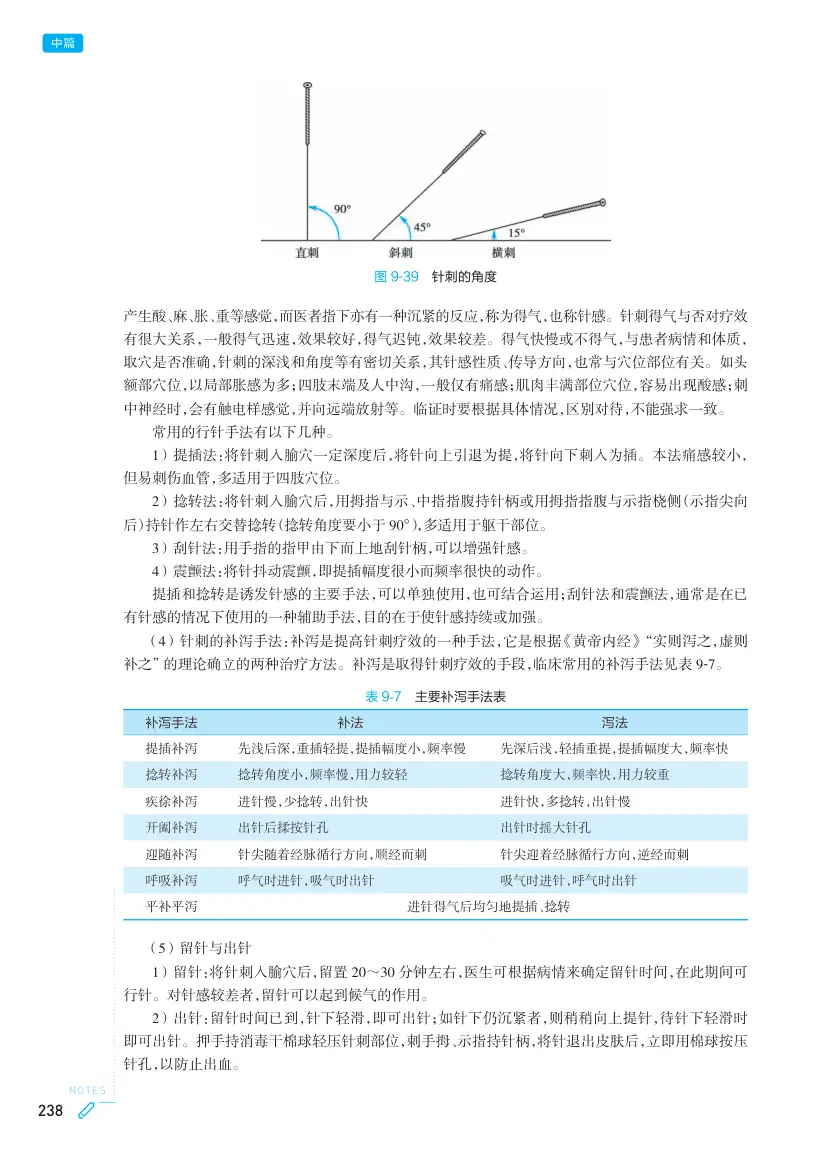 中篇
90°
45°
15°
直刺 斜刺 横刺
图 9-39 针刺的角度
产生酸、麻、胀、重等感觉,而医者指下亦有一种沉紧的反应,称为得气,也称针感。针刺得气与否对疗效
有很大关系,一般得气迅速,效果较好,得气迟钝,效果较差。得气快慢或不得气,与患者病情和体质,
取穴是否准确,针刺的深浅和角度等有密切关系,其针感性质、传导方向,也常与穴位部位有关。如头
额部穴位,以局部胀感为多;四肢末端及人中沟,一般仅有痛感;肌肉丰满部位穴位,容易出现酸感;刺
中神经时,会有触电样感觉,并向远端放射等。临证时要根据具体情况,区别对待,不能强求一致。
常用的行针手法有以下几种。
1)提插法:将针刺入腧穴一定深度后,将针向上引退为提,将针向下刺入为插。本法痛感较小,
但易刺伤血管,多适用于四肢穴位。
2)捻转法:将针刺入腧穴后,用拇指与示、中指指腹持针柄或用拇指指腹与示指桡侧(示指尖向
后)持针作左右交替捻转(捻转角度要小于 90°),多适用于躯干部位。
3)刮针法:用手指的指甲由下而上地刮针柄,可以增强针感。
4)震颤法:将针抖动震颤,即提插幅度很小而频率很快的动作。
提插和捻转是诱发针感的主要手法,可以单独使用,也可结合运用;刮针法和震颤法,通常是在已
有针感的情况下使用的一种辅助手法,目的在于使针感持续或加强。
(4)针刺的补泻手法:补泻是提高针刺疗效的一种手法,它是根据《黄帝内经》“实则泻之,虚则
补之”的理论确立的两种治疗方法。补泻是取得针刺疗效的手段,临床常用的补泻手法见表 9-7。
表 9-7 主要补泻手法表
补泻手法 补法 泻法
提插补泻 先浅后深,重插轻提,提插幅度小,频率慢 先深后浅,轻插重提,提插幅度大,频率快
捻转补泻 捻转角度小,频率慢,用力较轻 捻转角度大,频率快,用力较重
疾徐补泻 进针慢,少捻转,出针快 进针快,多捻转,出针慢
开阖补泻 出针后揉按针孔 出针时摇大针孔
迎随补泻 针尖随着经脉循行方向,顺经而刺 针尖迎着经脉循行方向,逆经而刺
呼吸补泻 呼气时进针,吸气时出针 吸气时进针,呼气时出针
平补平泻 进针得气后均匀地提插、捻转
(5)留针与出针
1)留针:将针刺入腧穴后,留置 20~30 分钟左右,医生可根据病情来确定留针时间,在此期间可
行针。对针感较差者,留针可以起到候气的作用。
2)出针:留针时间已到,针下轻滑,即可出针;如针下仍沉紧者,则稍稍向上提针,待针下轻滑时
即可出针。押手持消毒干棉球轻压针刺部位,刺手拇、示指持针柄,将针退出皮肤后,立即用棉球按压
针孔,以防止出血。
NOTES
238